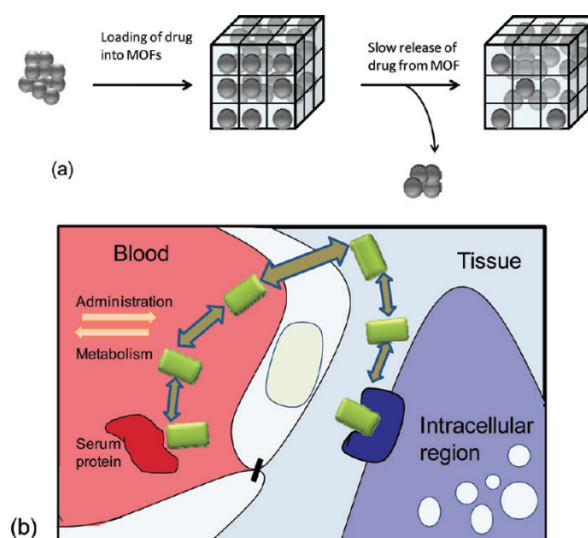 Loading of drug
into MOFs
Slow release of
drug from MOF
(a)
Blood
Tissue
Administration
Metabolism
Serum
protein
Intracellular
region
(b)